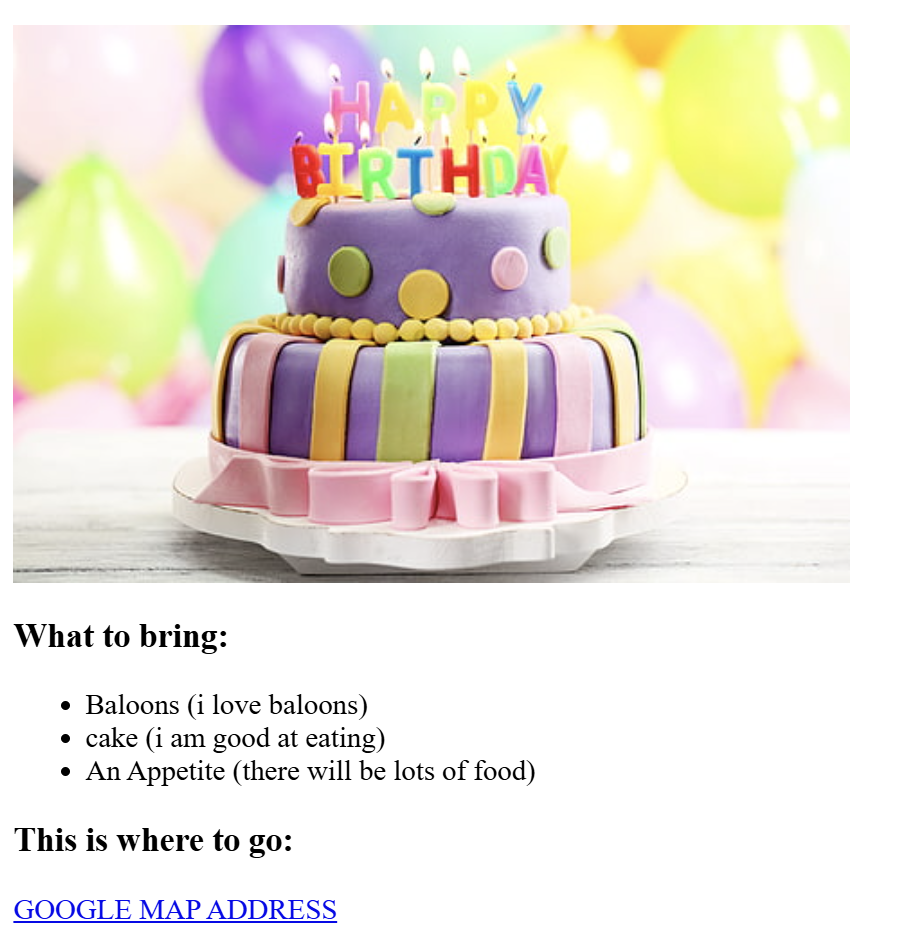 HAPPY
BIRTHDAY
What to bring:
Baloons (i love baloons)
cake (i am good at eating)
An Appetite (there will be lots of food)
This is where to go:
GOOGLE MAP ADDRESS